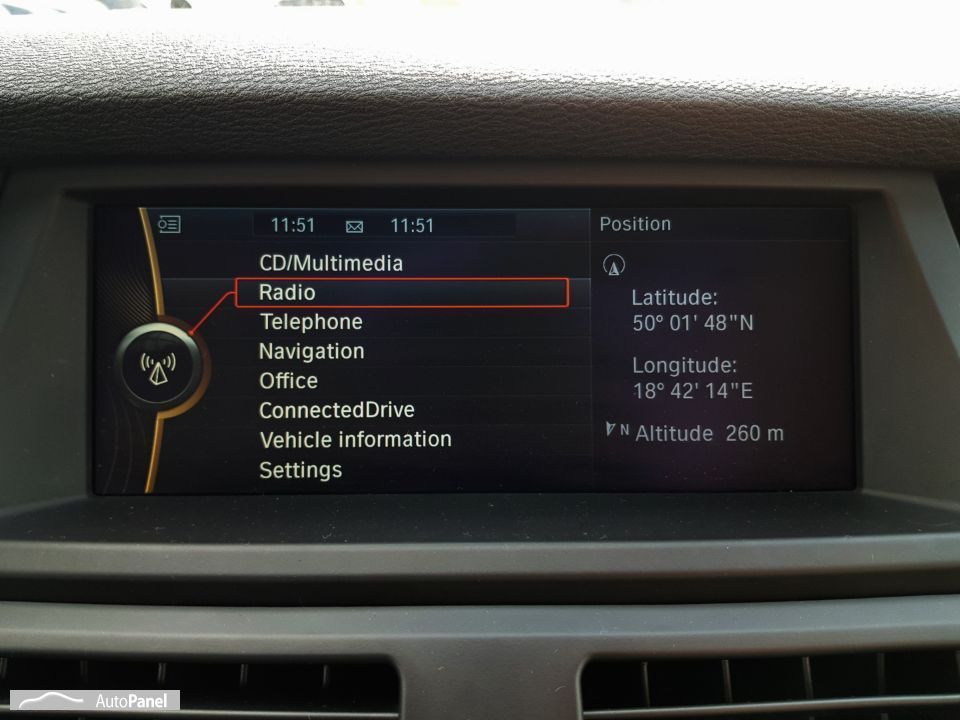 11:51 11:51
CD/Multimedia
Radio
Telephone
Navigation
Office
ConnectedDrive
Vehicle information
Settings
Position
Latitude:
50° 01' 48"N
Longitude:
18° 42' 14"E
N Altitude 260 m
AutoPanel